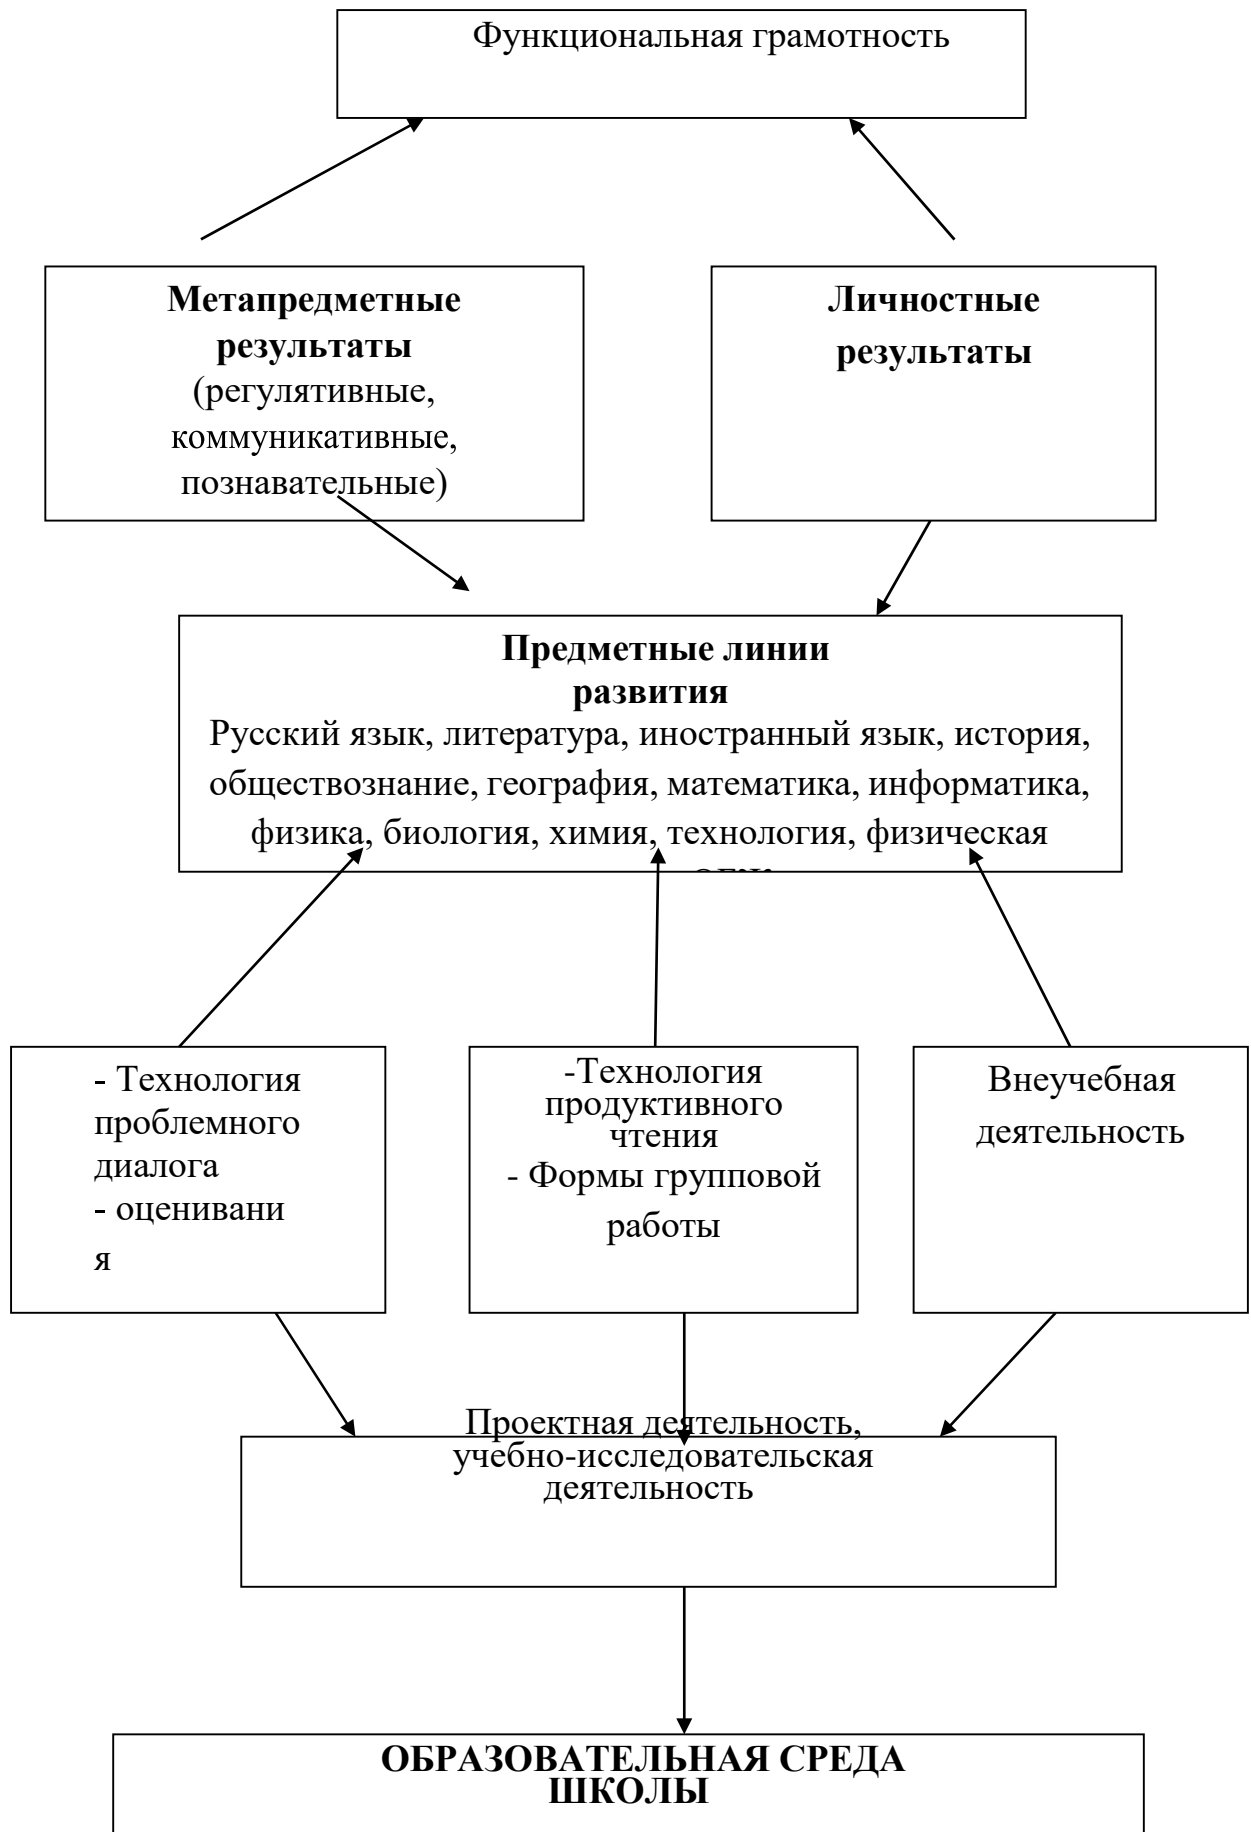 Функциональная грамотность
Метапредметные
результаты
(регулятивные,
коммуникативные,
познавательные)
Личностные
результаты
Предметные линии
развития
Русский язык, литература, иностранный язык, история,
обществознание, география, математика, информатика,
физика, биология, химия, технология, физическая
- Технология
проблемного
диалога
- оценивани
я
-Технология
продуктивного
чтения
- Формы групповой
работы
Внеучебная
деятельность
Проектная деятельность,
учебно-исследовательская
деятельность
ОБРАЗОВАТЕЛЬНАЯ СРЕДА
ШКОЛЫ